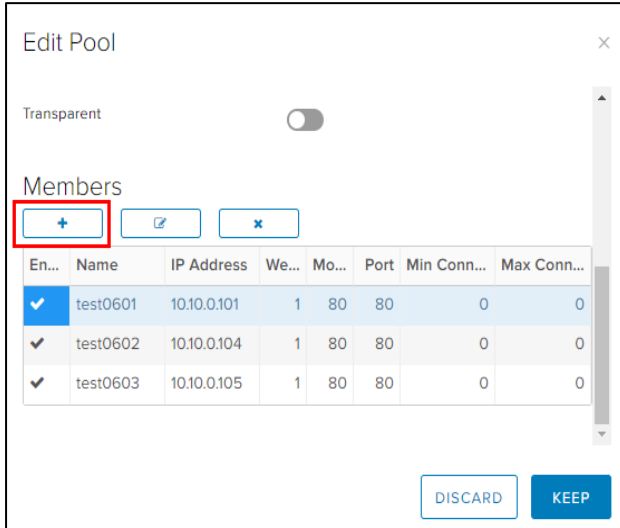 Edit Pool
Transparent
Members
En... Name IP Address We... Mo... Port Min Conn... Max Conn...
test0601 10.10.0.101 1 80 80 0 0
test0602 10.10.0.104 1 80 80 0 0
test0603 10.10.0.105 1 80 80 0 0
DISCARD KEEP